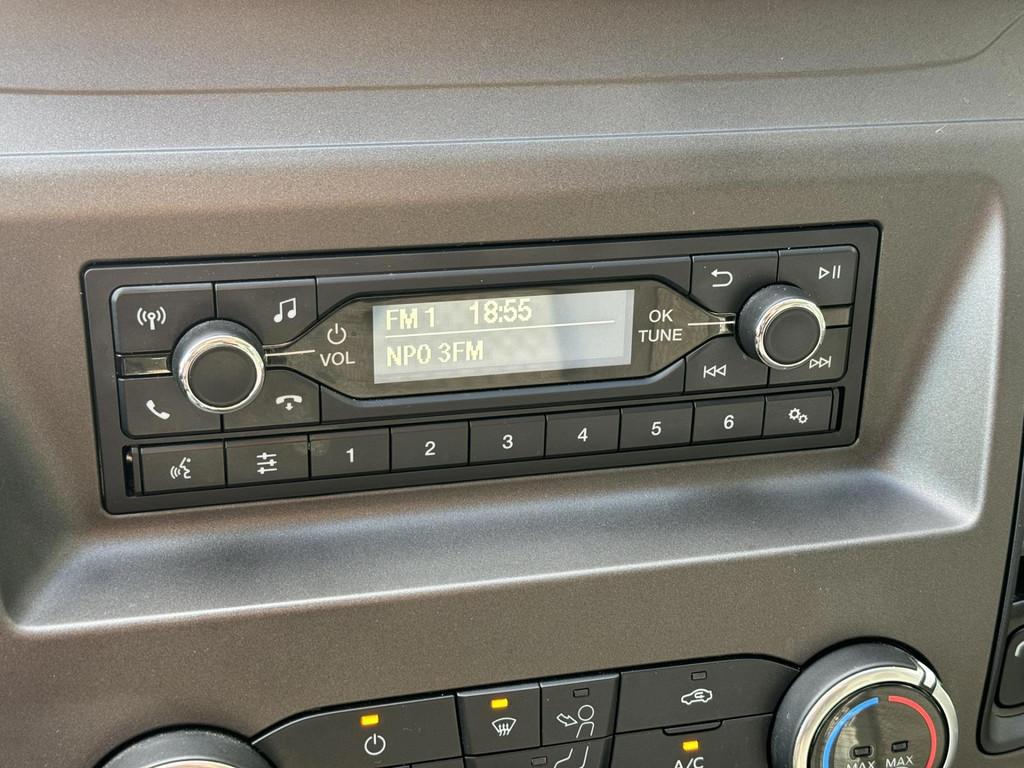 FM 1 18:55
NPO 3FM
VOL
OK
TUNE
1 2 3 4 5 6
A/C
MAX MAX